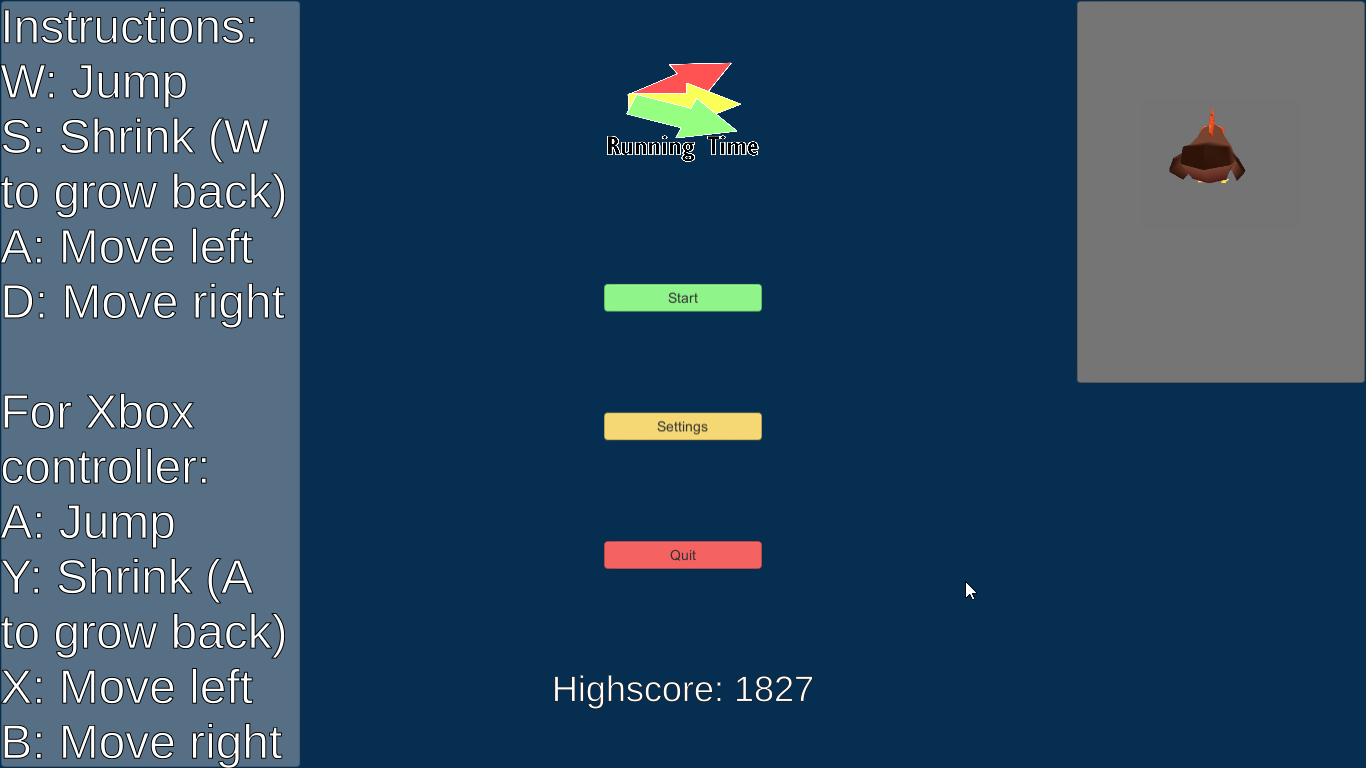 Instructions:
W: Jump
S: Shrink (W
to grow back)
A: Move left
D: Move right
For Xbox
controller:
A: Jump
Y: Shrink (A
to grow back)
X: Move left
B: Move right
Running Time
Start
Settings
Quit
Highscore: 1827